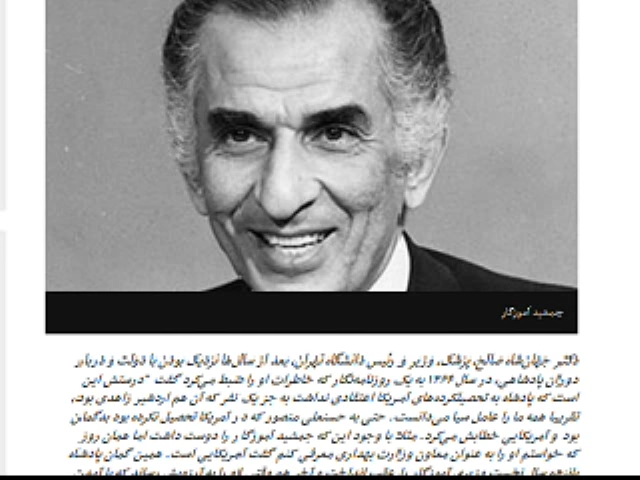 جمشید آموزگار
دکتر جهان‌شاه صالح، پزشک، وزیر و رئیس دانشگاه تهران، بعد از سال‌ها نزدیک بودن با دولت و دربار
دوران پادشاهی، در سال ۱۳۶۶ به یک روزنامه‌نگار که خاطرات او را ضبط می‌کرد گفت "درستش این
است که پادشاه به تحصیلکرده‌های آمریکا اعتقادی نداشت به جز یک نفر که آن هم اردشیر زاهدی بود،
تقریبا همه ما را عامل سیا می‌دانست. حتی به حسنعلی منصور که در آمریکا تحصیل نکرده بود بدگمان
بود و آمریکایی خطابش می‌کرد. مثلا با وجود این که جمشید آموزگار را دوست داشت اما همان روز
که خواستم او را به عنوان معاون وزارت بهداری معرفی کنم گفت آمریکایی است. همین گمان پادشاه